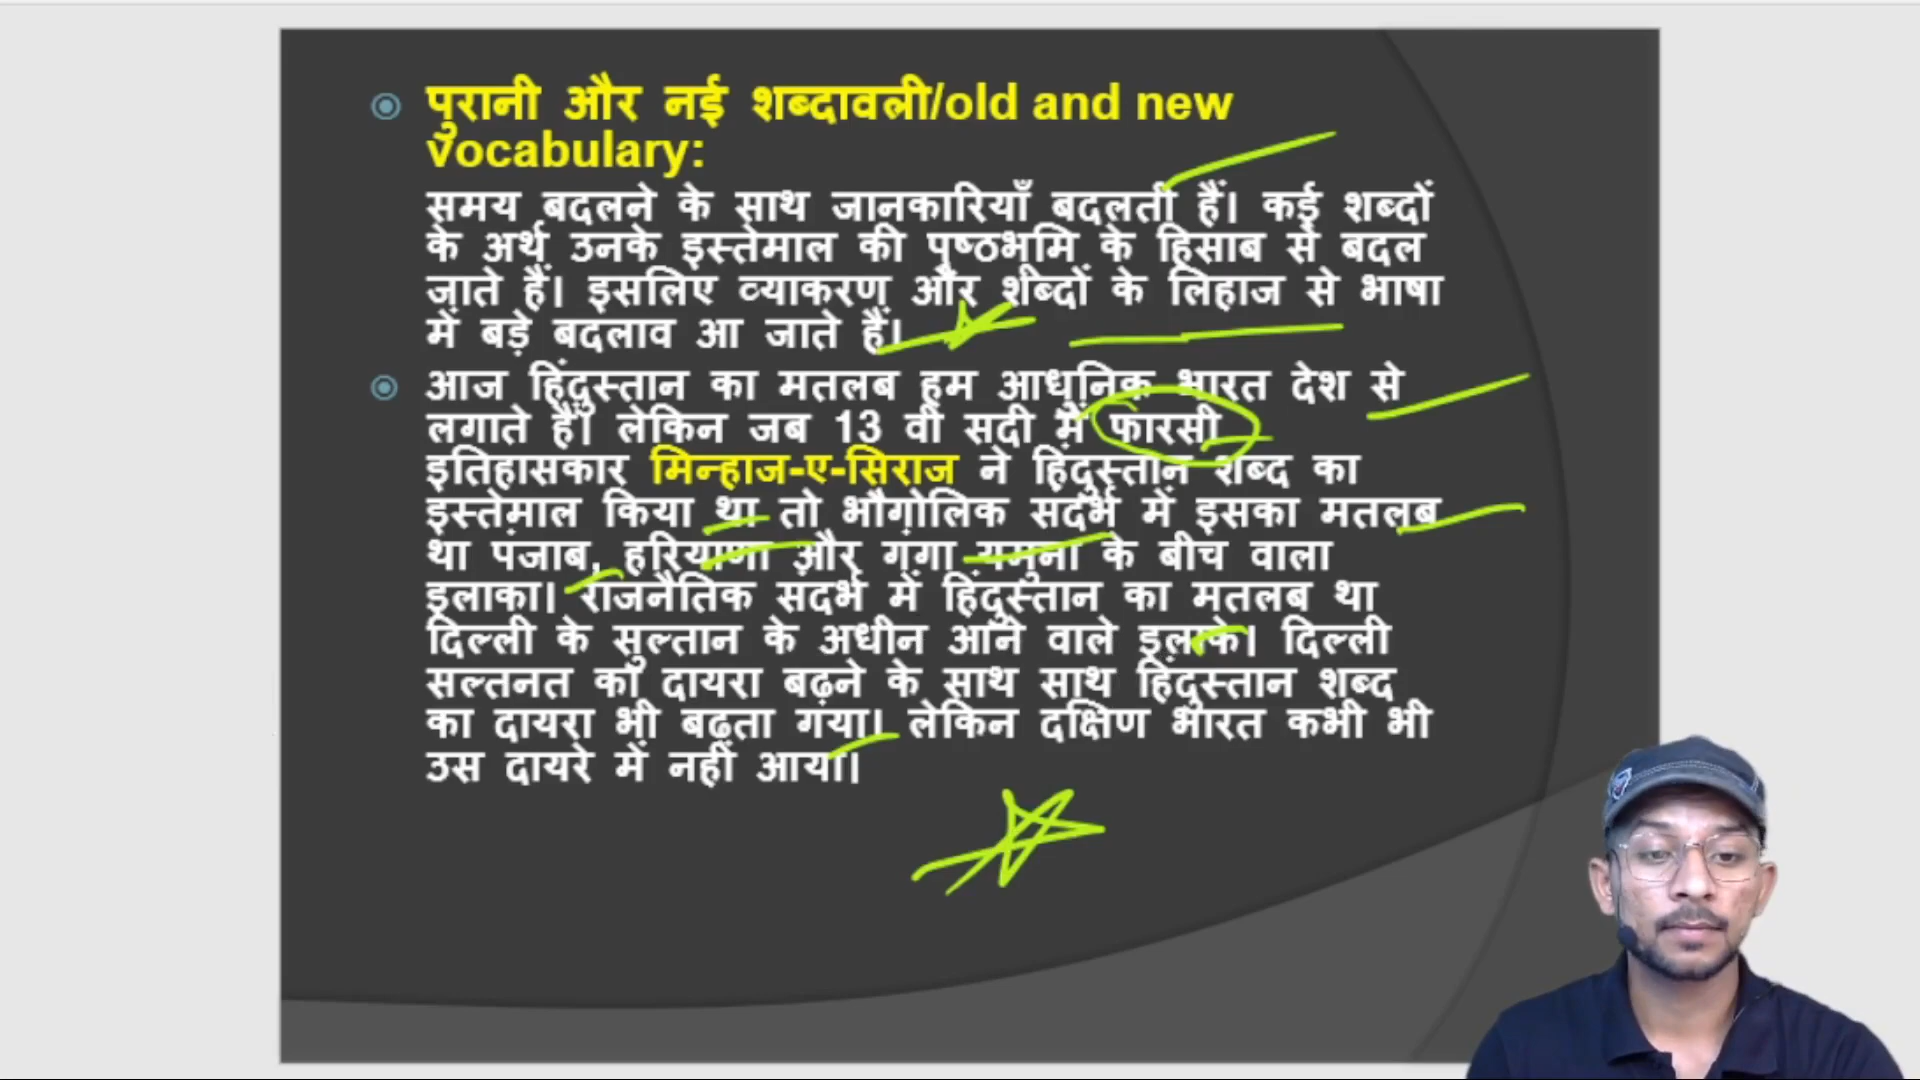 पुरानी और नई शब्दावली/old and new
vocabulary:
समय बदलने के साथ जानकारियाँ बदलती हैं। कई शब्दों
के अर्थ उनके इस्तेमाल की पृष्ठभमि के हिसाब से बदल
जाते हैं। इसलिए व्याकरण और शब्दों के लिहाज से भाषा
में बड़े बदलाव आ जाते हैं।
आज हिंदुस्तान का मतलब हम आधुनिक भारत देश से
लगाते हैं। लेकिन जब 13 वीं सदी में फारसी
इतिहासकार मिन्हाज-ए-सिराज ने हिंदुस्तान शब्द का
इस्तेमाल किया था तो भौगोलिक संदर्भ में इसका मतलब
था पंजाब, हरियाणा और गंगा यमुना के बीच वाला
इलाका। राजनैतिक संदर्भ में हिंदुस्तान का मतलब था
दिल्ली के सुल्तान के अधीन आने वाले इलाके। दिल्ली
सल्तनत का दायरा बढ़ने के साथ साथ हिंदुस्तान शब्द
का दायरा भी बढ़ता गया। लेकिन दक्षिण भारत कभी भी
उस दायरे में नहीं आया।